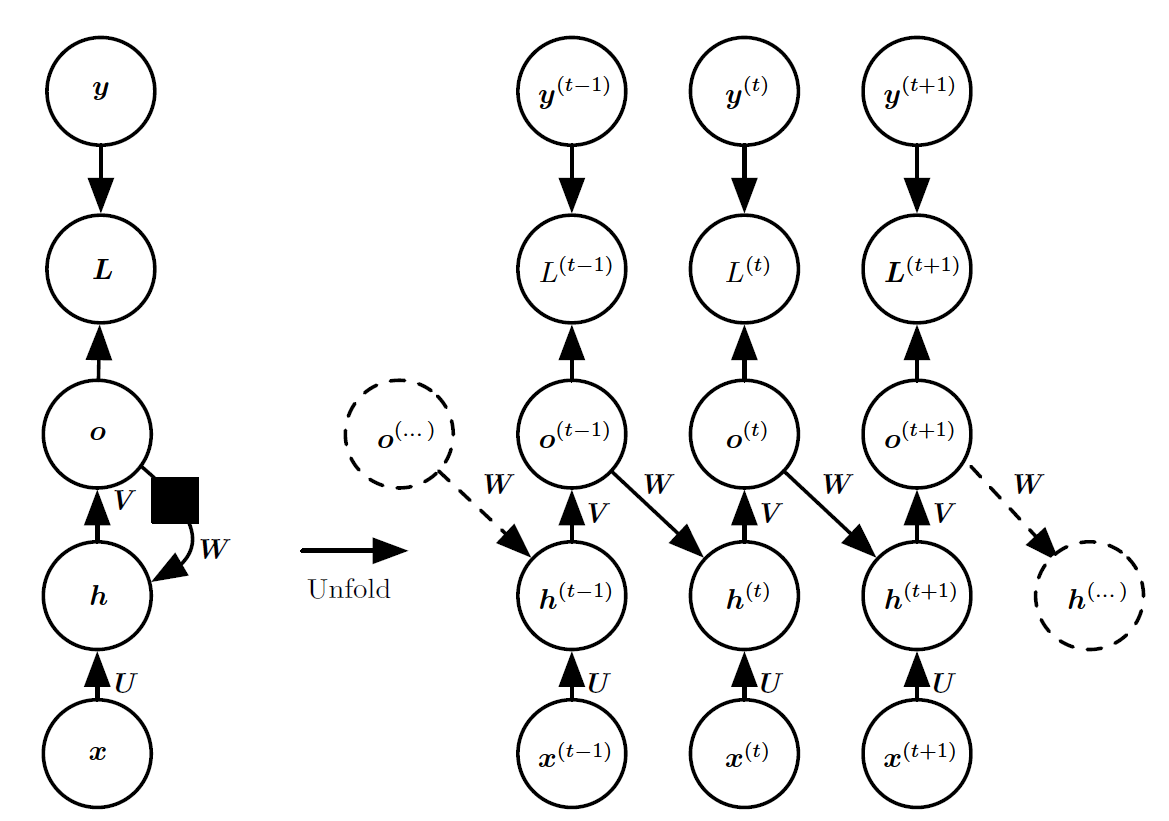 y y^(t−1) y^(t) y^(t+1)
L L^(t−1) L^(t) L^(t+1)
o o^(...) o^(t−1) o^(t) o^(t+1)
W W W W
V V V V
W
Unfold
h h^(t−1) h^(t) h^(t+1) h^(...)
U U U U
x x^(t−1) x^(t) x^(t+1)